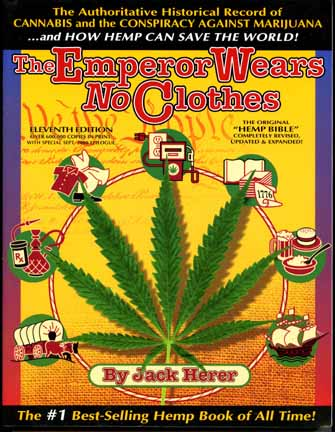 The Authoritative Historical Record of
CANNABIS and the CONSPIRACY AGAINST MARIJUANA
...and HOW HEMP CAN SAVE THE WORLD!
The Emperor Wears
No Clothes
ELEVENTH EDITION
OVER 600,000 COPIES IN PRINT
WITH SPECIAL SEPT. 2000 EPILOGUE
THE ORIGINAL
"HEMP BIBLE"
COMPLETELY REVISED,
UPDATED & EXPANDED!
We the People
1776
Rx
By Jack Herer
The #1 Best-Selling Hemp Book of All Time!